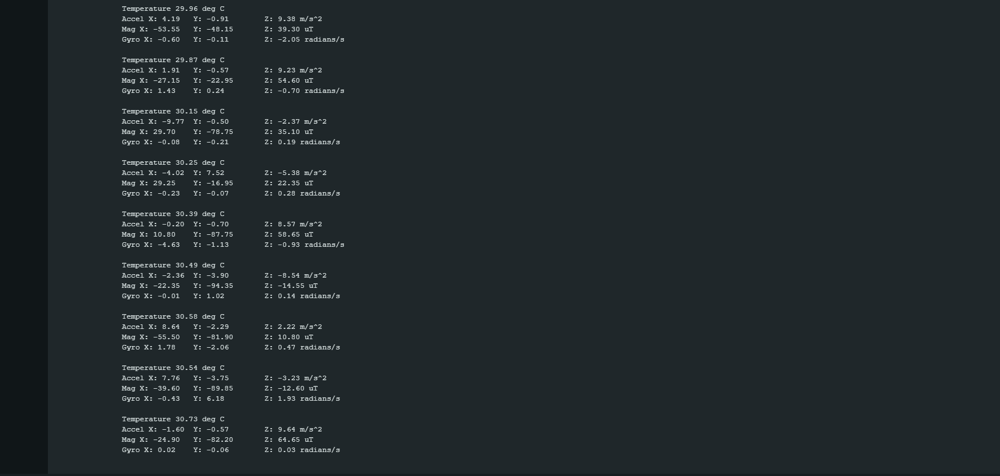 Temperature 29.96 deg C
Accel X: 4.19 Y: -0.91 Z: 9.38 m/s^2
Mag X: -53.55 Y: -48.15 Z: 39.30 uT
Gyro X: -0.60 Y: -0.11 Z: -2.05 radians/s
Temperature 29.87 deg C
Accel X: 1.91 Y: -0.57 Z: 9.23 m/s^2
Mag X: -27.15 Y: -22.95 Z: 54.60 uT
Gyro X: 1.43 Y: 0.24 Z: -0.70 radians/s
Temperature 30.15 deg C
Accel X: -9.77 Y: -0.50 Z: -2.37 m/s^2
Mag X: 29.70 Y: -78.75 Z: 35.10 uT
Gyro X: -0.08 Y: -0.21 Z: 0.19 radians/s
Temperature 30.25 deg C
Accel X: -4.02 Y: 7.52 Z: -5.38 m/s^2
Mag X: 29.25 Y: -16.95 Z: 22.35 uT
Gyro X: -0.23 Y: -0.07 Z: 0.28 radians/s
Temperature 30.39 deg C
Accel X: -0.20 Y: -0.70 Z: 8.57 m/s^2
Mag X: 10.80 Y: -87.75 Z: 58.65 uT
Gyro X: -4.63 Y: -1.13 Z: -0.93 radians/s
Temperature 30.49 deg C
Accel X: -2.36 Y: -3.90 Z: -8.54 m/s^2
Mag X: -22.35 Y: -94.35 Z: -14.55 uT
Gyro X: -0.01 Y: 1.02 Z: 0.14 radians/s
Temperature 30.58 deg C
Accel X: 8.64 Y: -2.29 Z: 2.22 m/s^2
Mag X: -55.50 Y: -81.90 Z: 10.80 uT
Gyro X: 1.78 Y: -2.06 Z: 0.47 radians/s
Temperature 30.54 deg C
Accel X: 7.76 Y: -3.75 Z: -3.23 m/s^2
Mag X: -39.60 Y: -89.85 Z: -12.60 uT
Gyro X: -0.43 Y: 6.18 Z: 1.93 radians/s
Temperature 30.73 deg C
Accel X: -1.60 Y: -0.57 Z: 9.64 m/s^2
Mag X: -24.90 Y: -82.20 Z: 64.65 uT
Gyro X: 0.02 Y: -0.06 Z: 0.03 radians/s